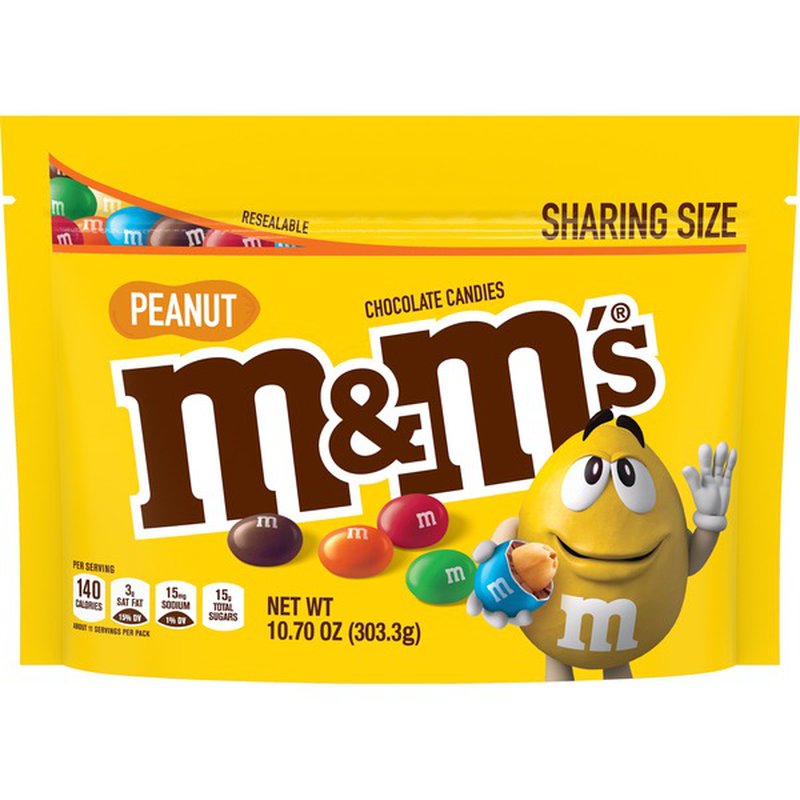 RESEALABLE
SHARING SIZE
PEANUT
CHOCOLATE CANDIES
m&m's®
m
m
m
m
m
m
PER SERVING
140 CALORIES
3g SAT FAT 15% DV
15mg SODIUM 1% DV
15g TOTAL SUGARS
ABOUT 11 SERVINGS PER PACK
NET WT
10.70 OZ (303.3g)